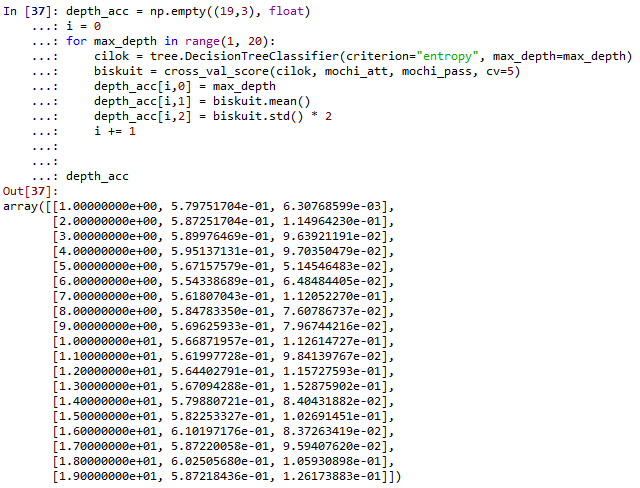 In [37]: depth_acc = np.empty((19,3), float)
    ...: i = 0
    ...: for max_depth in range(1, 20):
    ...:     cilok = tree.DecisionTreeClassifier(criterion="entropy", max_depth=max_depth)
    ...:     biskuit = cross_val_score(cilok, mochi_att, mochi_pass, cv=5)
    ...:     depth_acc[i,0] = max_depth
    ...:     depth_acc[i,1] = biskuit.mean()
    ...:     depth_acc[i,2] = biskuit.std() * 2
    ...:     i += 1
    ...:
    ...:
    ...: depth_acc
Out[37]:
array([[1.00000000e+00, 5.79751704e-01, 6.30768599e-03],
       [2.00000000e+00, 5.87251704e-01, 1.14964230e-01],
       [3.00000000e+00, 5.89976469e-01, 9.63921191e-02],
       [4.00000000e+00, 5.95137131e-01, 9.70350479e-02],
       [5.00000000e+00, 5.67157579e-01, 5.14546483e-02],
       [6.00000000e+00, 5.54338689e-01, 6.48484405e-02],
       [7.00000000e+00, 5.61807043e-01, 1.12052270e-01],
       [8.00000000e+00, 5.84783350e-01, 7.60786737e-02],
       [9.00000000e+00, 5.69625933e-01, 7.96744216e-02],
       [1.00000000e+01, 5.66871957e-01, 1.12614727e-01],
       [1.10000000e+01, 5.61997728e-01, 9.84139767e-02],
       [1.20000000e+01, 5.64402791e-01, 1.15727593e-01],
       [1.30000000e+01, 5.67094288e-01, 1.52875902e-01],
       [1.40000000e+01, 5.79880721e-01, 8.40431882e-02],
       [1.50000000e+01, 5.82253327e-01, 1.02691451e-01],
       [1.60000000e+01, 6.10197176e-01, 8.37263419e-02],
       [1.70000000e+01, 5.87220058e-01, 9.59407620e-02],
       [1.80000000e+01, 6.02505680e-01, 1.05930898e-01],
       [1.90000000e+01, 5.87218436e-01, 1.26173883e-01]])